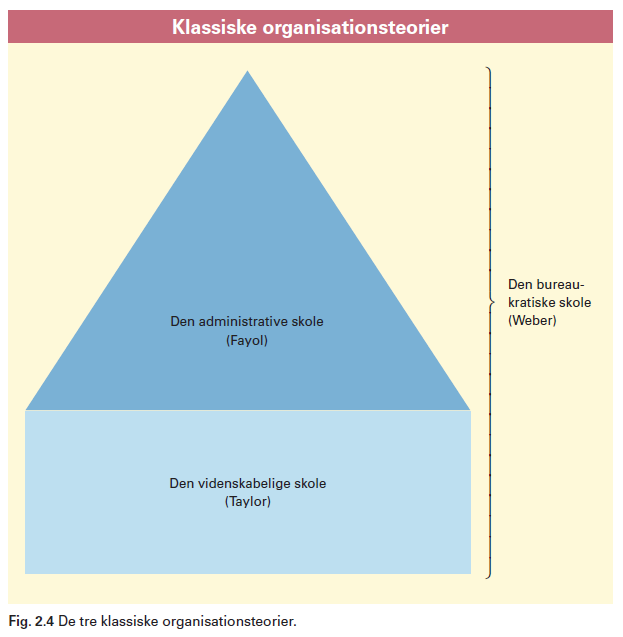 Klassiske organisationsteorier
Den administrative skole
(Fayol)
Den bureau-
kratiske skole
(Weber)
Den videnskabelige skole
(Taylor)
Fig. 2.4 De tre klassiske organisationsteorier.